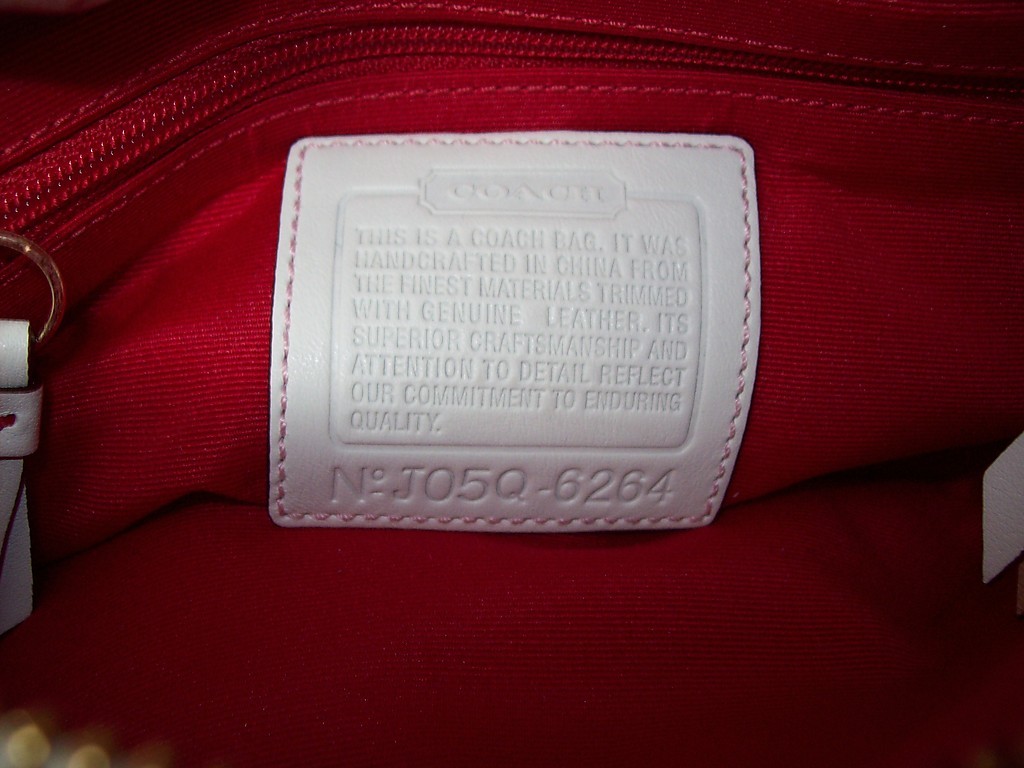 COACH
THIS IS A COACH BAG. IT WAS
HANDCRAFTED IN CHINA FROM
THE FINEST MATERIALS TRIMMED
WITH GENUINE LEATHER. ITS
SUPERIOR CRAFTSMANSHIP AND
ATTENTION TO DETAIL REFLECT
OUR COMMITMENT TO ENDURING
QUALITY.
Nº J05Q-6264